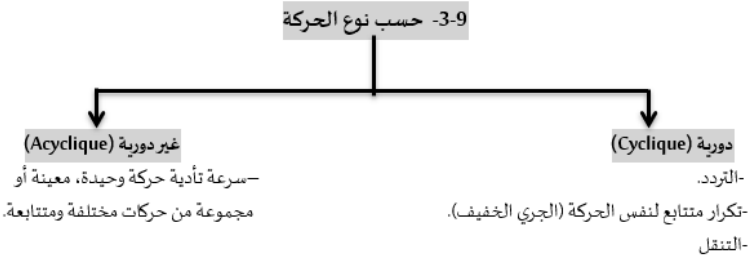 3-9- حسب نوع الحركة
دورية (Cyclique)
-التردد.
-تكرار متتابع لنفس الحركة (الجري الخفيف).
-التنقل
غير دورية (Acyclique)
–سرعة تأدية حركة وحيدة، معينة أو
مجموعة من حركات مختلفة ومتتابعة.